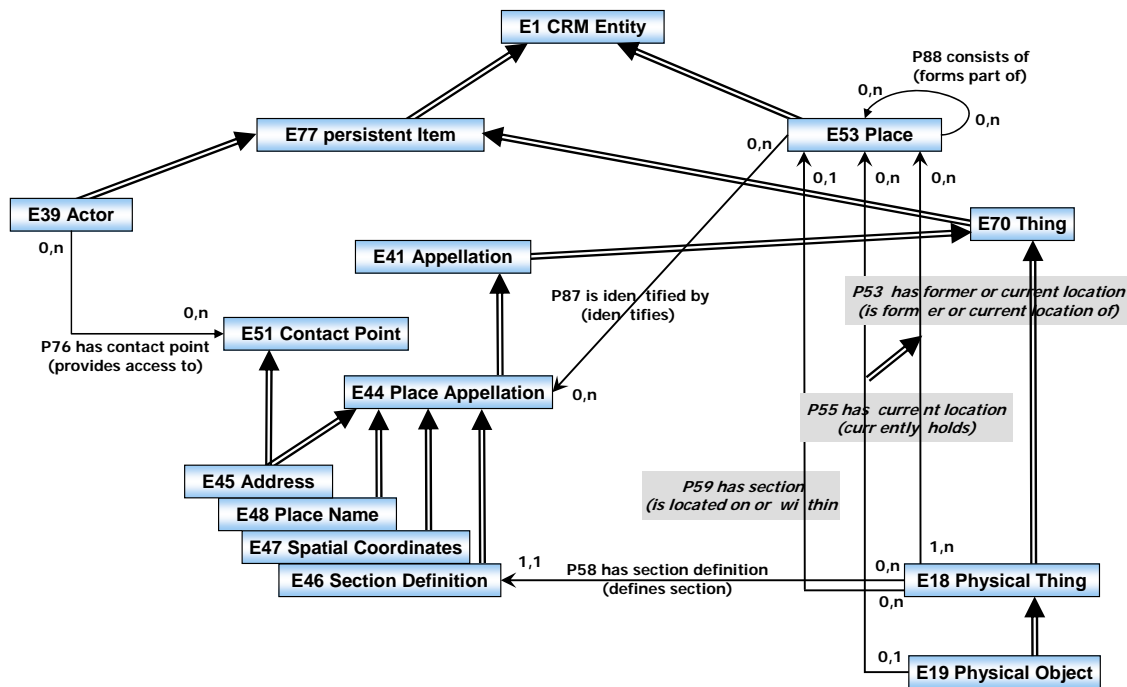 E1 CRM Entity
P88 consists of
(forms part of)
0,n
0,n
E77 persistent Item
E53 Place
0,n
0,1
0,n
0,n
E39 Actor
E70 Thing
0,n
E41 Appellation
P87 is iden tified by
(iden tifies)
P53 has former or current location
(is form er or current location of)
0,n
E51 Contact Point
P76 has contact point
(provides access to)
E44 Place Appellation
0,n
P55 has current location
(curr ently holds)
E45 Address
P59 has section
(is located on or wi thin
E48 Place Name
E47 Spatial Coordinates
1,n
1,1
P58 has section definition
(defines section)
0,n
E46 Section Definition
E18 Physical Thing
0,n
0,1
E19 Physical Object